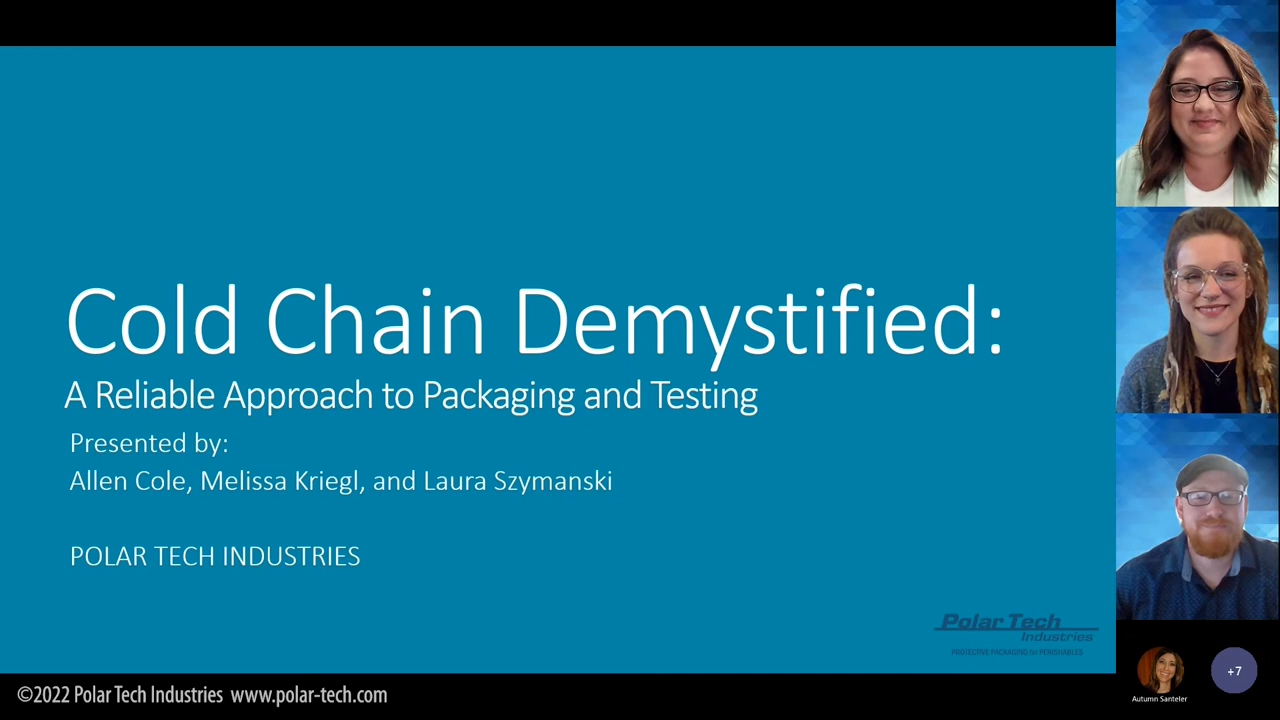 Cold Chain Demystified:
A Reliable Approach to Packaging and Testing
Presented by:
Allen Cole, Melissa Kriegl, and Laura Szymanski
POLAR TECH INDUSTRIES
Polar Tech
Industries
PROTECTIVE PACKAGING for PERISHABLES
©2022 Polar Tech Industries www.polar-tech.com
Autumn Santeler
+7